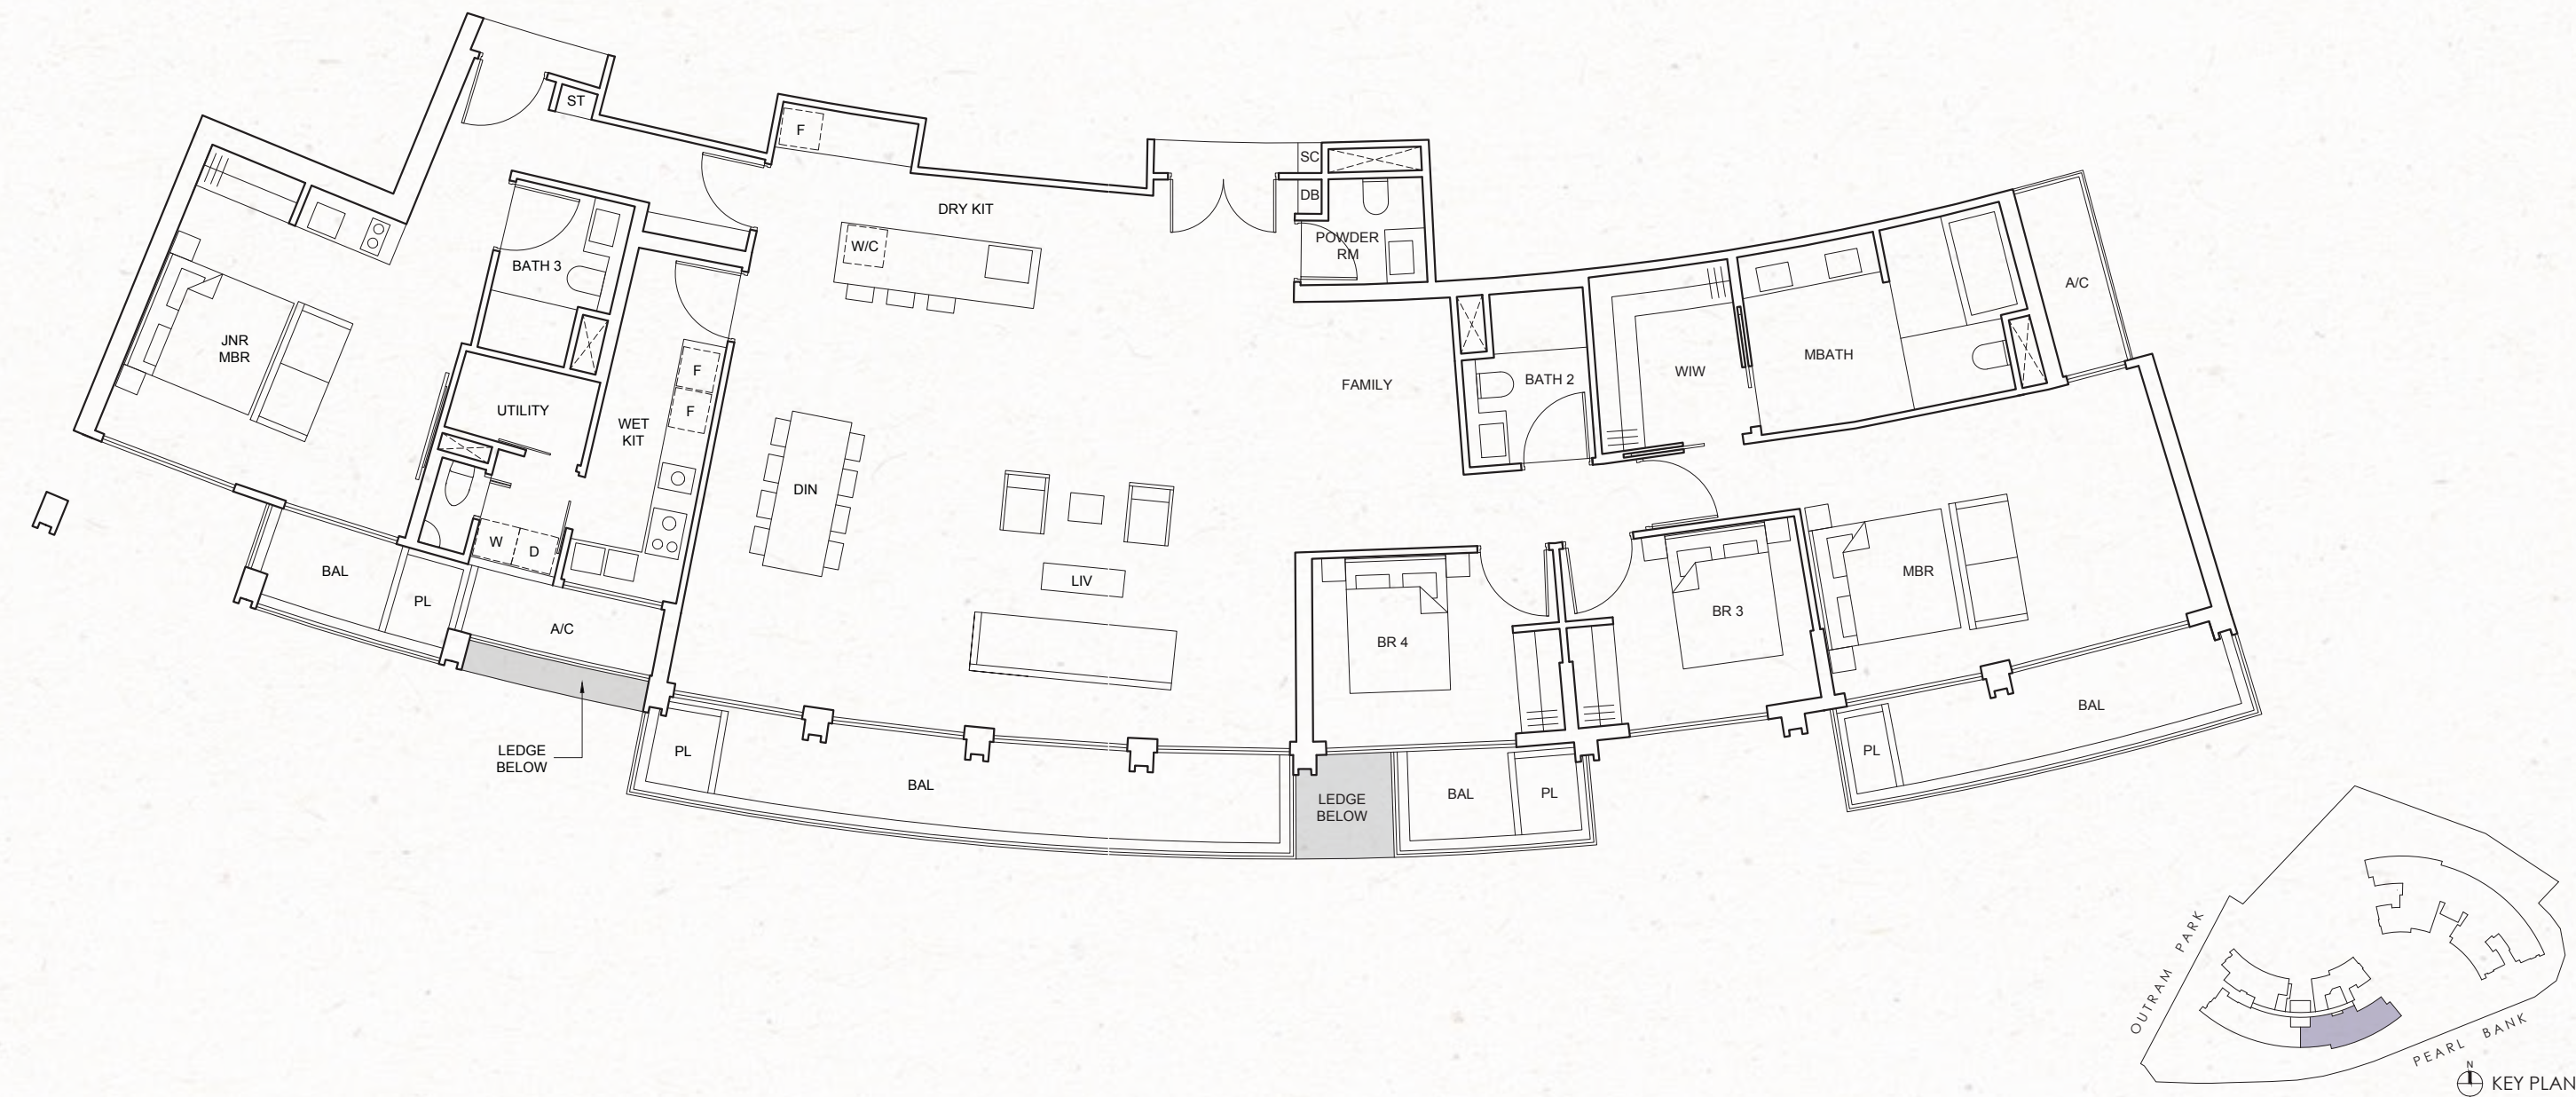 ST
F
SC
DB
DRY KIT
W/C
POWDER
RM
BATH 3
A/C
JNR
MBR
MBATH
WIW
BATH 2
FAMILY
F
F
UTILITY
WET
KIT
DIN
W
D
BAL
PL
LIV
MBR
A/C
BR 3
BR 4
BAL
LEDGE
BELOW
PL
BAL
PL
LEDGE
BELOW
BAL
PL
OUTRAM PARK
PEARL BANK
N
KEY PLAN